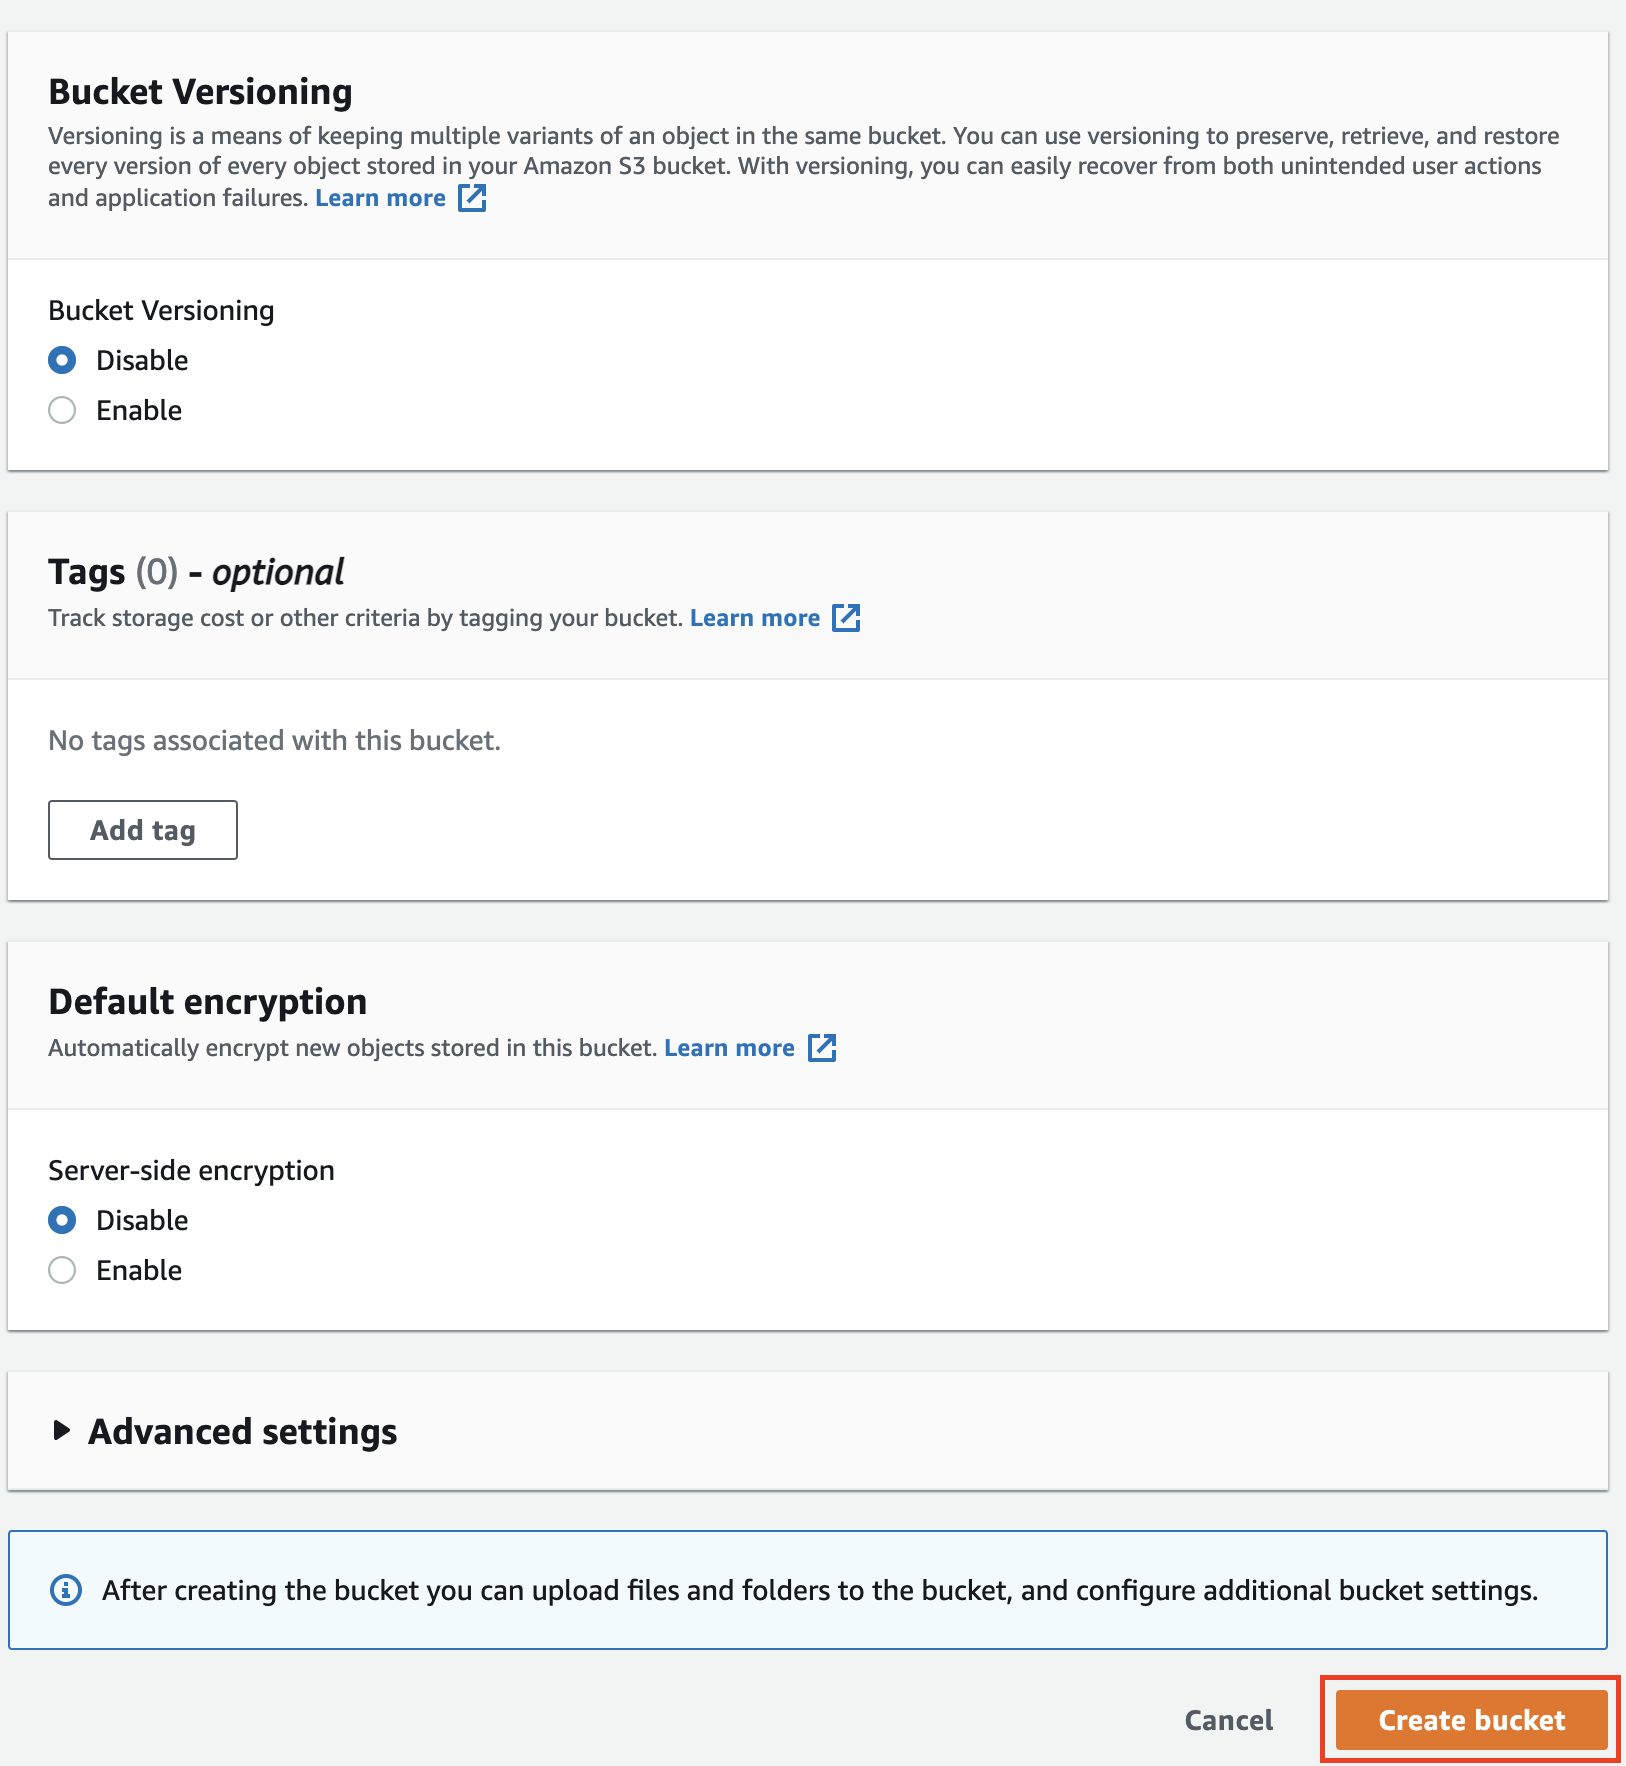 Bucket Versioning
Versioning is a means of keeping multiple variants of an object in the same bucket. You can use versioning to preserve, retrieve, and restore
every version of every object stored in your Amazon S3 bucket. With versioning, you can easily recover from both unintended user actions
and application failures. Learn more
Bucket Versioning
Disable
Enable
Tags (0) - optional
Track storage cost or other criteria by tagging your bucket. Learn more
No tags associated with this bucket.
Add tag
Default encryption
Automatically encrypt new objects stored in this bucket. Learn more
Server-side encryption
Disable
Enable
Advanced settings
After creating the bucket you can upload files and folders to the bucket, and configure additional bucket settings.
Cancel Create bucket